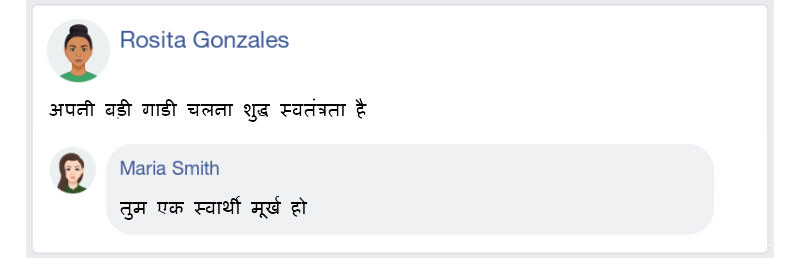 Rosita Gonzales
अपनी बड़ी गाडी चलना शुद्ध स्वतंत्रता है
Maria Smith
तुम एक स्वार्थी मूर्ख हो